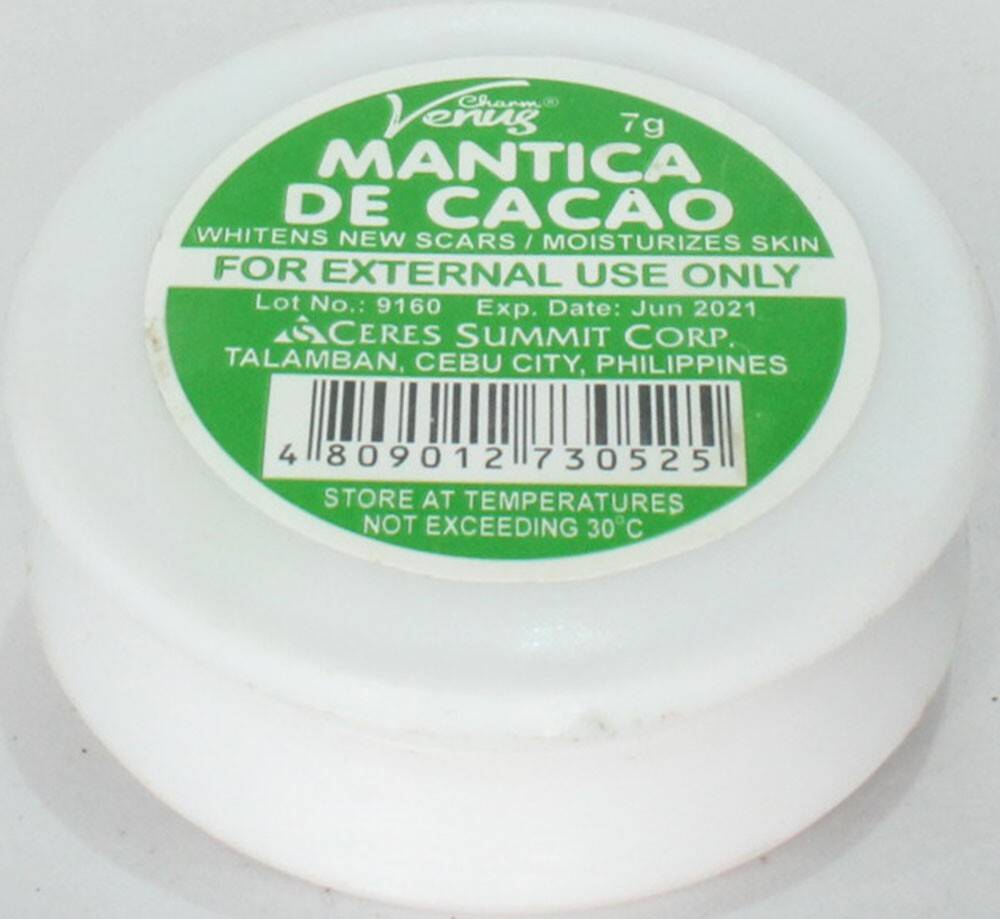 Charm®
Venus 7g
MANTICA
DE CACAO
WHITENS NEW SCARS / MOISTURIZES SKIN
FOR EXTERNAL USE ONLY
Lot No.: 9160 Exp. Date: Jun 2021
CERES SUMMIT CORP.
TALAMBAN, CEBU CITY, PHILIPPINES
4 809012 730525
STORE AT TEMPERATURES
NOT EXCEEDING 30°C